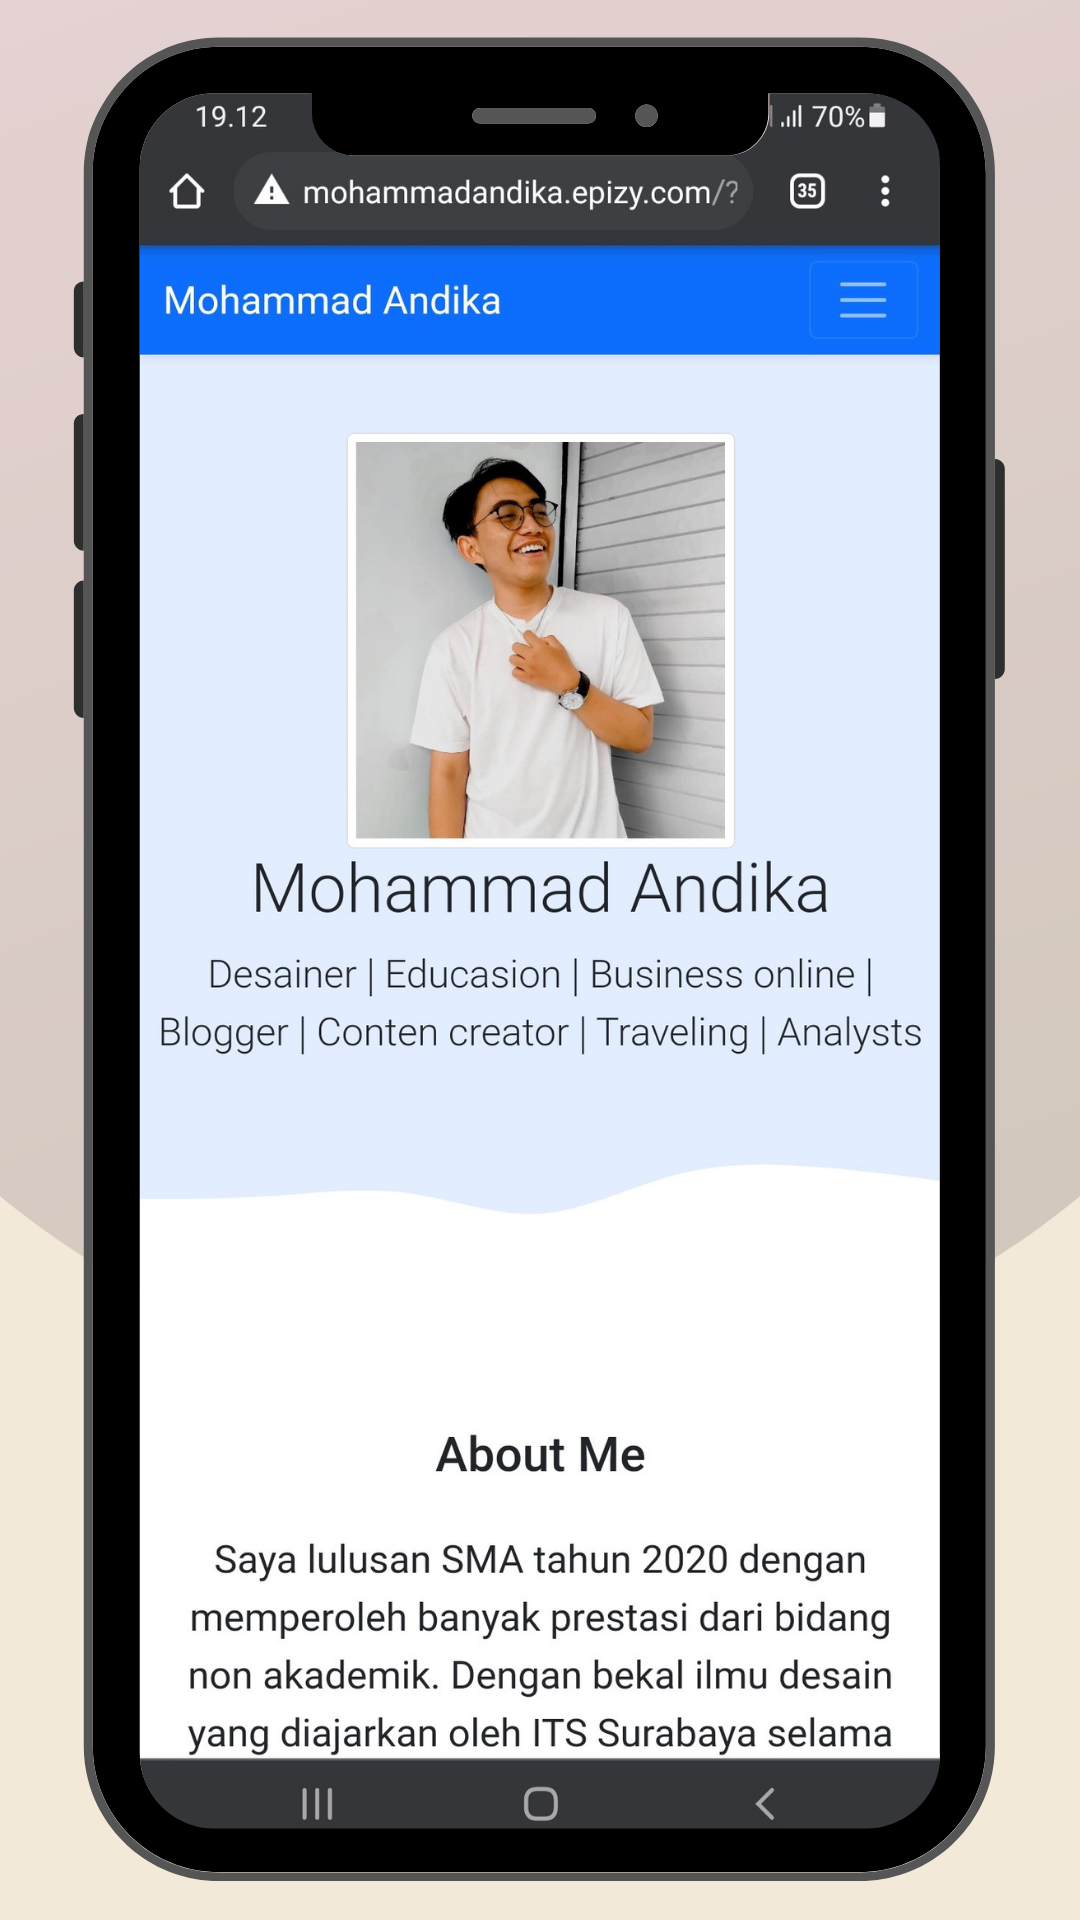 19.12
70%
mohammadandika.epizy.com/?
35
Mohammad Andika
Mohammad Andika
Desainer | Educasion | Business online |
Blogger | Conten creator | Traveling | Analysts
About Me
Saya lulusan SMA tahun 2020 dengan
memperoleh banyak prestasi dari bidang
non akademik. Dengan bekal ilmu desain
yang diajarkan oleh ITS Surabaya selama